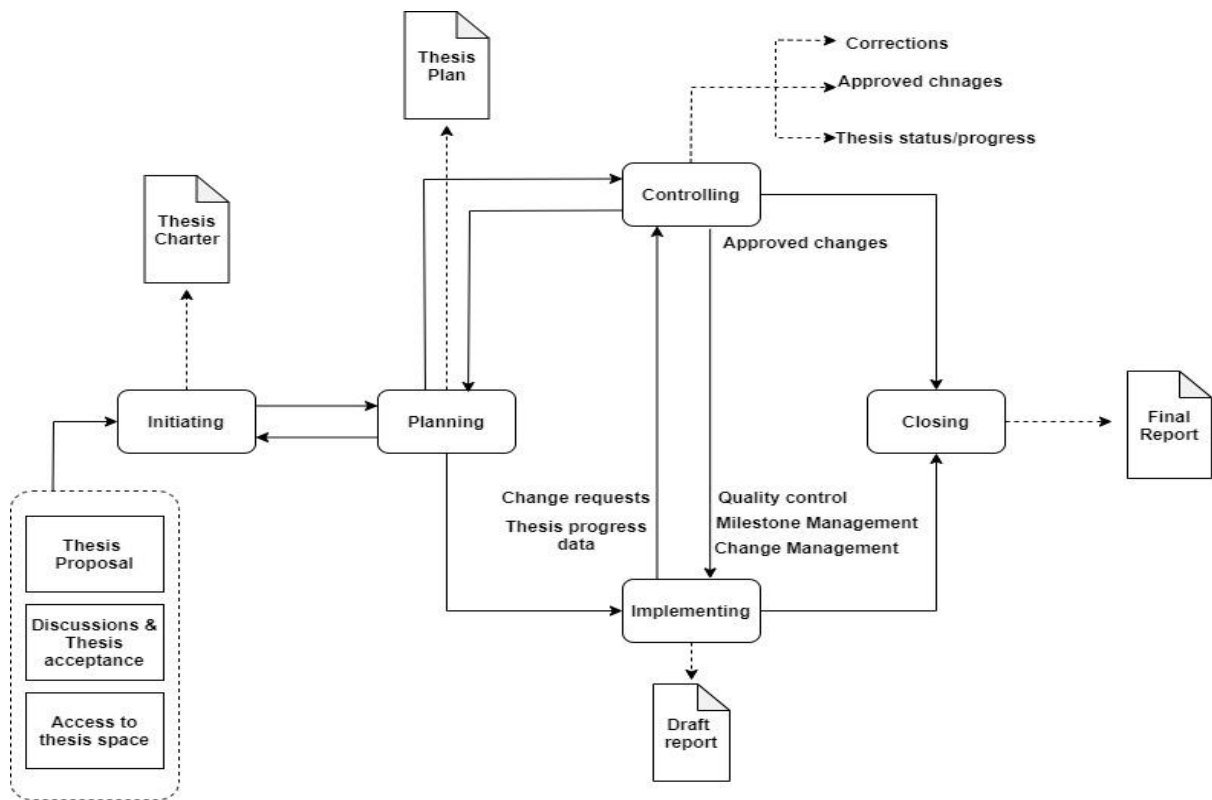 Thesis
Plan
Corrections
Approved chnages
Thesis status/progress
Thesis
Charter
Controlling
Approved changes
Initiating
Planning
Closing
Final
Report
Change requests
Thesis progress
data
Quality control
Milestone Management
Change Management
Thesis
Proposal
Discussions &
Thesis
acceptance
Access to
thesis space
Implementing
Draft
report